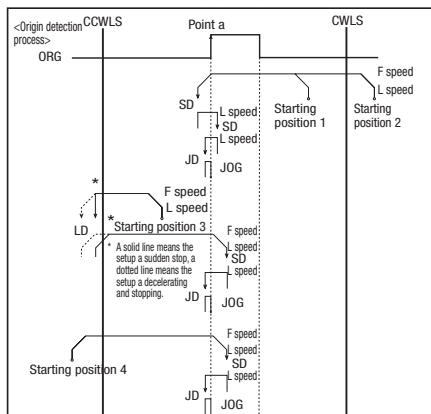 <Origin detection process>
CCWLS
Point a
CWLS
ORG
F speed
L speed
SD
Starting position 1
Starting position 2
L speed
SD
L speed
JD
JOG
*
F speed
L speed
LD
*
Starting position 3
F speed
L speed
SD
* A solid line means the
setup a sudden stop, a
dotted line means the
setup a decelerating
and stopping.
L speed
JD
JOG
F speed
L speed
SD
Starting position 4
L speed
JD
JOG